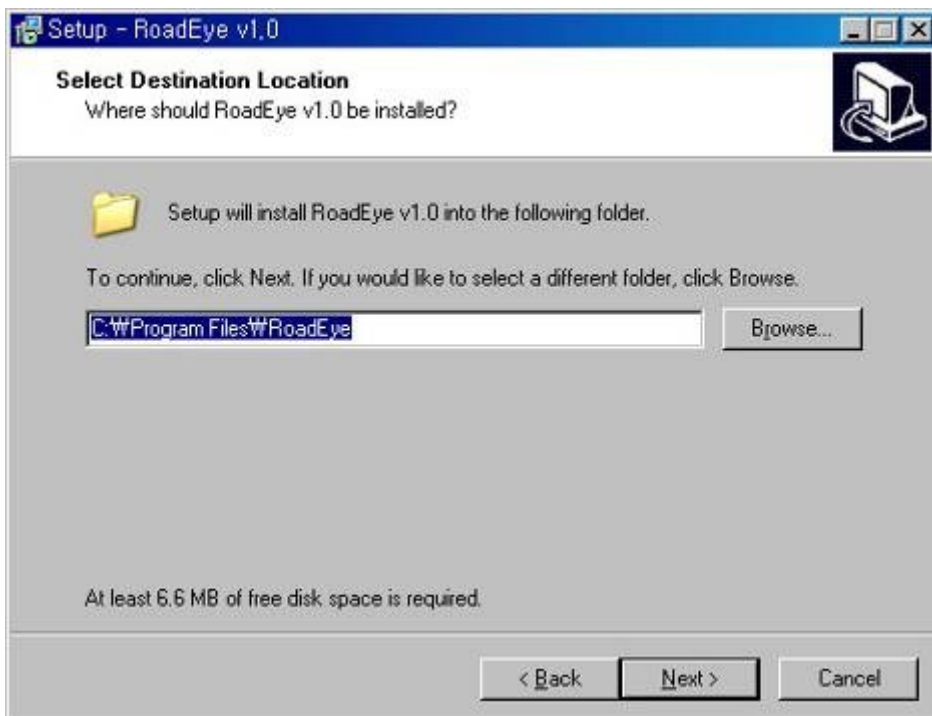 Setup - RoadEye v1.0
Select Destination Location
Where should RoadEye v1.0 be installed?
Setup will install RoadEye v1.0 into the following folder.
To continue, click Next. If you would like to select a different folder, click Browse.
C:₩Program Files₩RoadEye
Browse...
At least 6.6 MB of free disk space is required.
< Back
Next >
Cancel